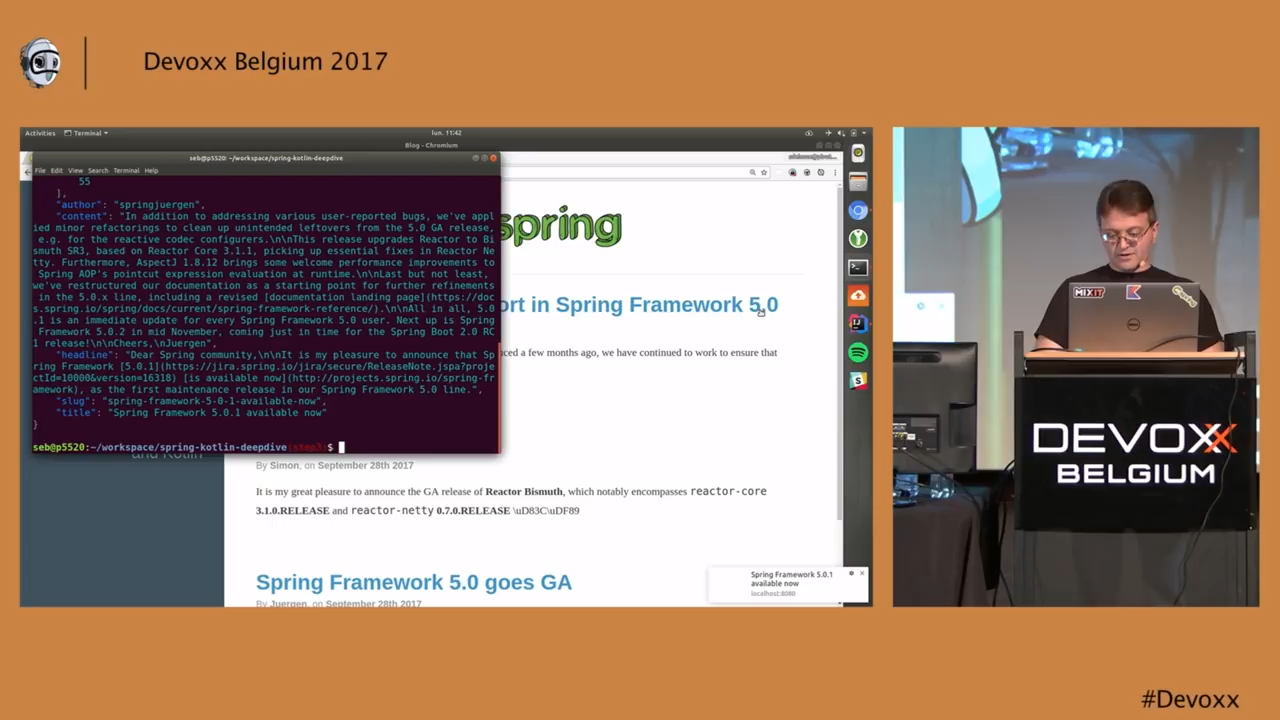 Devoxx Belgium 2017
Activities
Terminal
lun. 11:42
Blog - Chromium
seb@p5520: ~/workspace/spring-kotlin-deepdive
File Edit View Search Terminal Help
55
],
"author": "springjuergen",
"content": "In addition to addressing various user-reported bugs, we've appl
ied minor refactorings to clean up unintended leftovers from the 5.0 GA release,
e.g. for the reactive codec configurers.\n\nThis release upgrades Reactor to Bi
smuth SR3, based on Reactor Core 3.1.1, picking up essential fixes in Reactor Ne
tty. Furthermore, AspectJ 1.8.12 brings some welcome performance improvements to
Spring AOP's pointcut expression evaluation at runtime.\n\nLast but not least,
we've restructured our documentation as a starting point for further refinements
in the 5.0.x line, including a revised [documentation landing page](https://doc
s.spring.io/spring/docs/current/spring-framework-reference/).\n\nAll in all, 5.0
.1 is an immediate update for every Spring Framework 5.0 user. Next up is Spring
Framework 5.0.2 in mid November, coming just in time for the Spring Boot 2.0 RC
1 release!\n\nCheers,\nJuergen",
"headline": "Dear Spring community,\n\nIt is my pleasure to announce that Sp
ring Framework [5.0.1](https://jira.spring.io/jira/secure/ReleaseNote.jspa?proje
ctId=10000&version=16318) [is available now](http://projects.spring.io/spring-fr
amework), as the first maintenance release in our Spring Framework 5.0 line.",
"slug": "spring-framework-5-0-1-available-now",
"title": "Spring Framework 5.0.1 available now"
}
seb@p5520:~/workspace/spring-kotlin-deepdive(step3)$
spring
ort in Spring Framework 5.0
ced a few months ago, we have continued to work to ensure that
and Kotlin
By Simon, on September 28th 2017
It is my great pleasure to announce the GA release of Reactor Bismuth, which notably encompases reactor-core
3.1.0.RELEASE and reactor-netty 0.7.0.RELEASE \uD83C\uDF89
Spring Framework 5.0 goes GA
By Juergen, on September 28th 2017
Spring Framework 5.0.1
available now
localhost:8080
MIXIT
DELL
DEVOXX
BELGIUM
#Devoxx